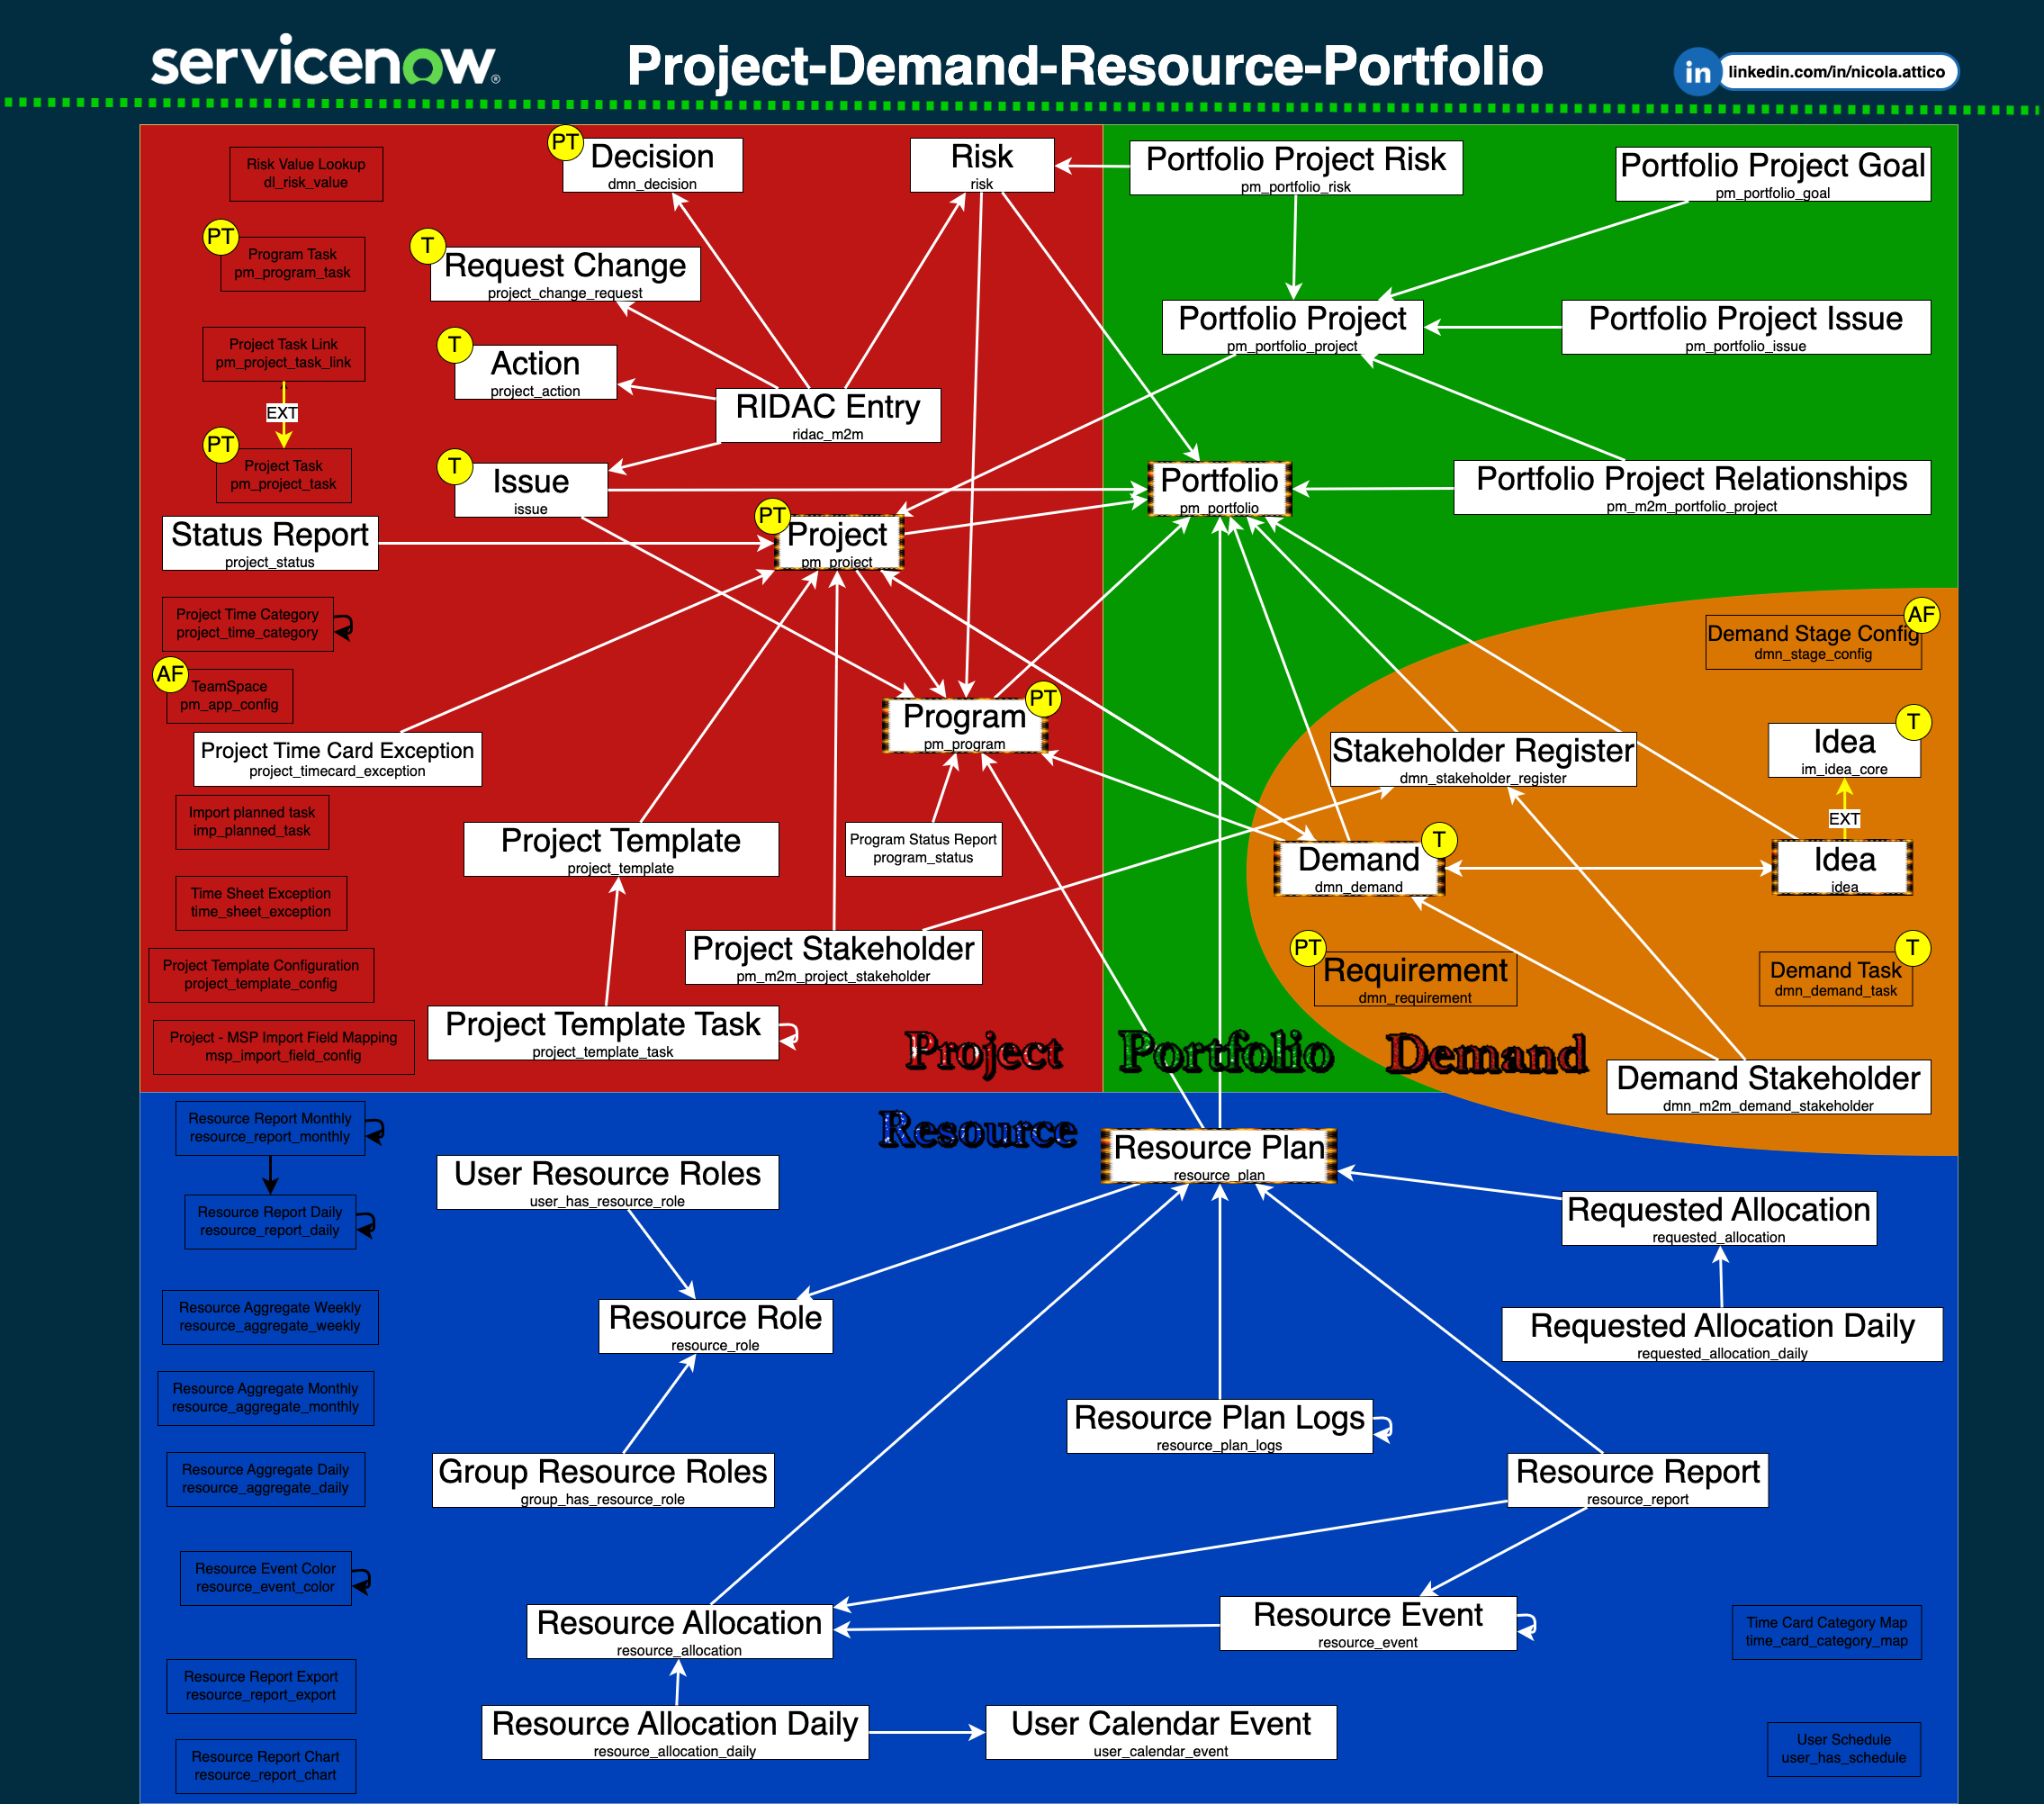 servicenow®
Project-Demand-Resource-Portfolio
in
linkedin.com/in/nicola.attico
Risk Value Lookup
dl_risk_value
PT
Decision
dmn_decision
Risk
risk
Portfolio Project Risk
pm_portfolio_risk
Portfolio Project Goal
pm_portfolio_goal
PT
Program Task
pm_program_task
T
Request Change
project_change_request
Portfolio Project
pm_portfolio_project
Portfolio Project Issue
pm_portfolio_issue
Project Task Link
pm_project_task_link
T
Action
project_action
EXT
RIDAC Entry
ridac_m2m
PT
Project Task
pm_project_task
T
Issue
issue
Portfolio
pm_portfolio
Portfolio Project Relationships
pm_m2m_portfolio_project
Status Report
project_status
PT
Project
pm_project
Project Time Category
project_time_category
AF
Demand Stage Config
dmn_stage_config
AF
TeamSpace
pm_app_config
PT
Program
pm_program
Project Time Card Exception
project_timecard_exception
Stakeholder Register
dmn_stakeholder_register
T
Idea
im_idea_core
EXT
Import planned task
imp_planned_task
Project Template
project_template
Program Status Report
program_status
T
Demand
dmn_demand
Idea
idea
Time Sheet Exception
time_sheet_exception
Project Stakeholder
pm_m2m_project_stakeholder
PT
Requirement
dmn_requirement
T
Demand Task
dmn_demand_task
Project Template Configuration
project_template_config
Project Template Task
project_template_task
Project - MSP Import Field Mapping
msp_import_field_config
Project
Portfolio
Demand
Demand Stakeholder
dmn_m2m_demand_stakeholder
Resource
Resource Report Monthly
resource_report_monthly
User Resource Roles
user_has_resource_role
Resource Plan
resource_plan
Resource Report Daily
resource_report_daily
Requested Allocation
requested_allocation
Resource Aggregate Weekly
resource_aggregate_weekly
Resource Role
resource_role
Requested Allocation Daily
requested_allocation_daily
Resource Aggregate Monthly
resource_aggregate_monthly
Resource Plan Logs
resource_plan_logs
Resource Aggregate Daily
resource_aggregate_daily
Group Resource Roles
group_has_resource_role
Resource Report
resource_report
Resource Event Color
resource_event_color
Resource Allocation
resource_allocation
Resource Event
resource_event
Time Card Category Map
time_card_category_map
Resource Report Export
resource_report_export
Resource Allocation Daily
resource_allocation_daily
User Calendar Event
user_calendar_event
Resource Report Chart
resource_report_chart
User Schedule
user_has_schedule